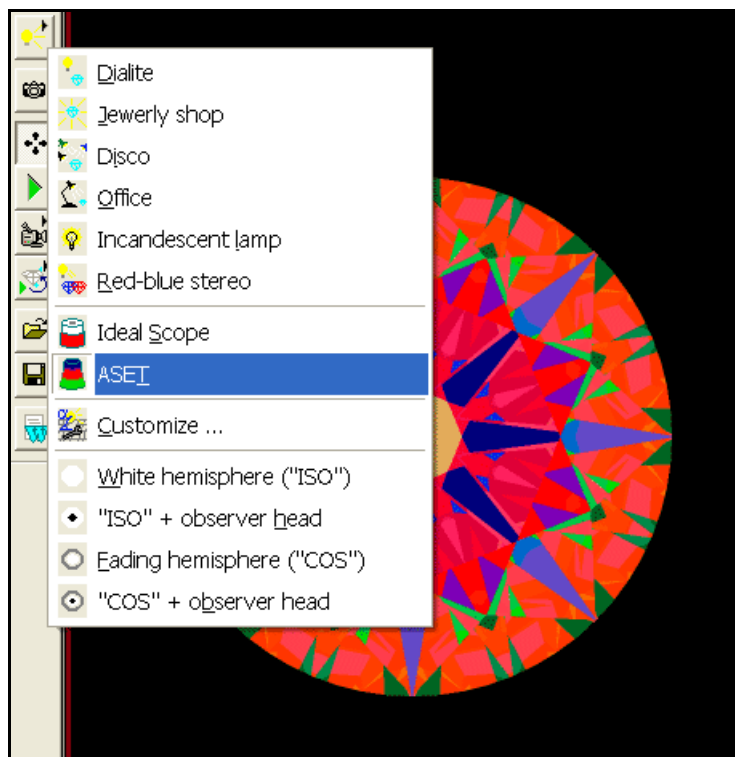 Dialite
Jewerly shop
Disco
Office
Incandescent lamp
Red-blue stereo
Ideal Scope
ASET
Customize ...
White hemisphere ("ISO")
"ISO" + observer head
Fading hemisphere ("COS")
"COS" + observer head